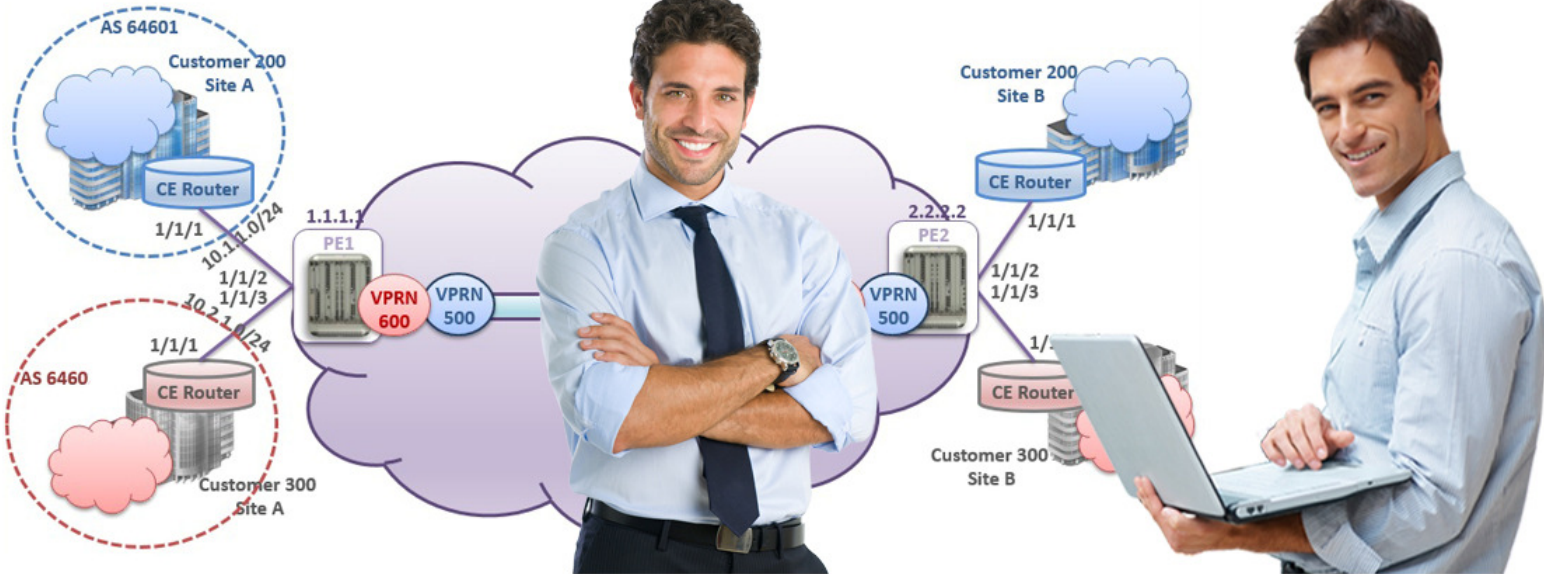 AS 64601
Customer 200
Site A
CE Router
1/1/1
10.1.1.0/24
1.1.1.1
PE1
1/1/2
1/1/3
10.2.1.0/24
VPRN
600
VPRN
500
1/1/1
AS 6460
CE Router
Customer 300
Site A
Customer 200
Site B
CE Router
1/1/1
2.2.2.2
PE2
1/1/2
1/1/3
VPRN
500
CE Router
Customer 300
Site B